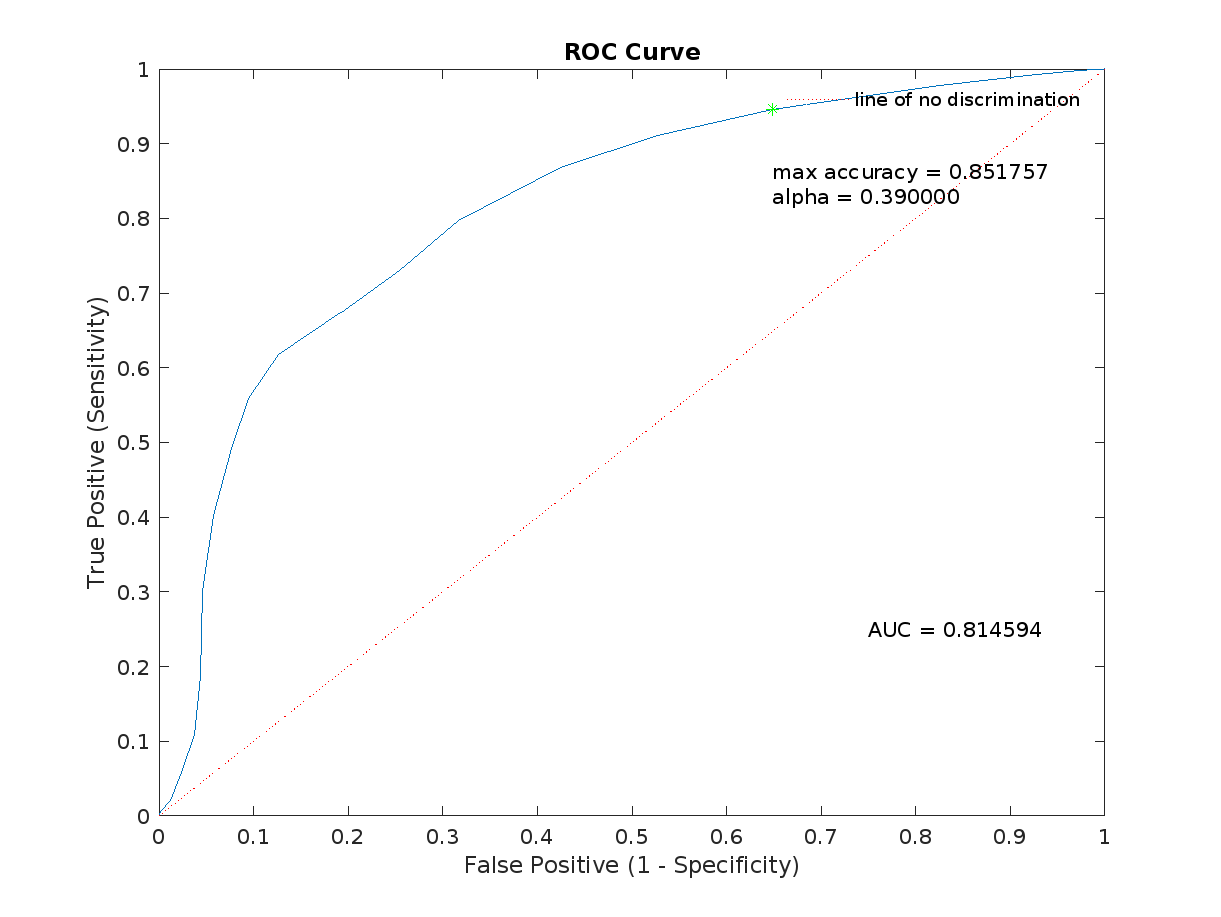 ROC Curve
1
line of no discrimination
0.9
max accuracy = 0.851757
alpha = 0.390000
0.8
0.7
0.6
0.5
0.4
0.3
AUC = 0.814594
0.2
0.1
0
True Positive (Sensitivity)
0 0.1 0.2 0.3 0.4 0.5 0.6 0.7 0.8 0.9 1
False Positive (1 - Specificity)